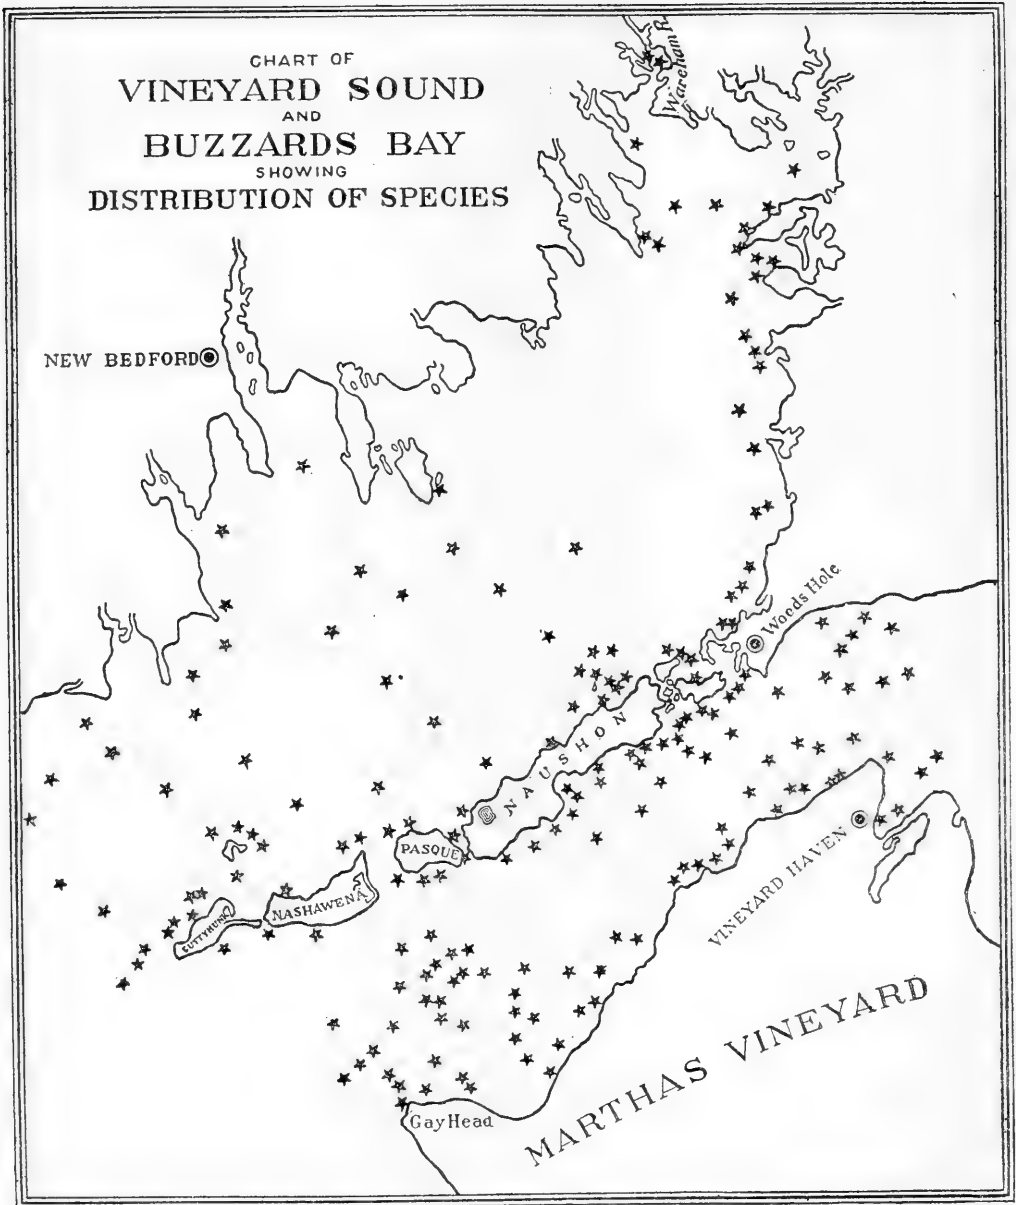 CHART OF
VINEYARD SOUND
AND
BUZZARDS BAY
SHOWING
DISTRIBUTION OF SPECIES
Wareham R.
NEW BEDFORD
Woods Hole
NAUSHON
PASQUE
NASHAWENA
CUTTYHUNK
VINEYARD HAVEN
MARTHAS VINEYARD
Gay Head